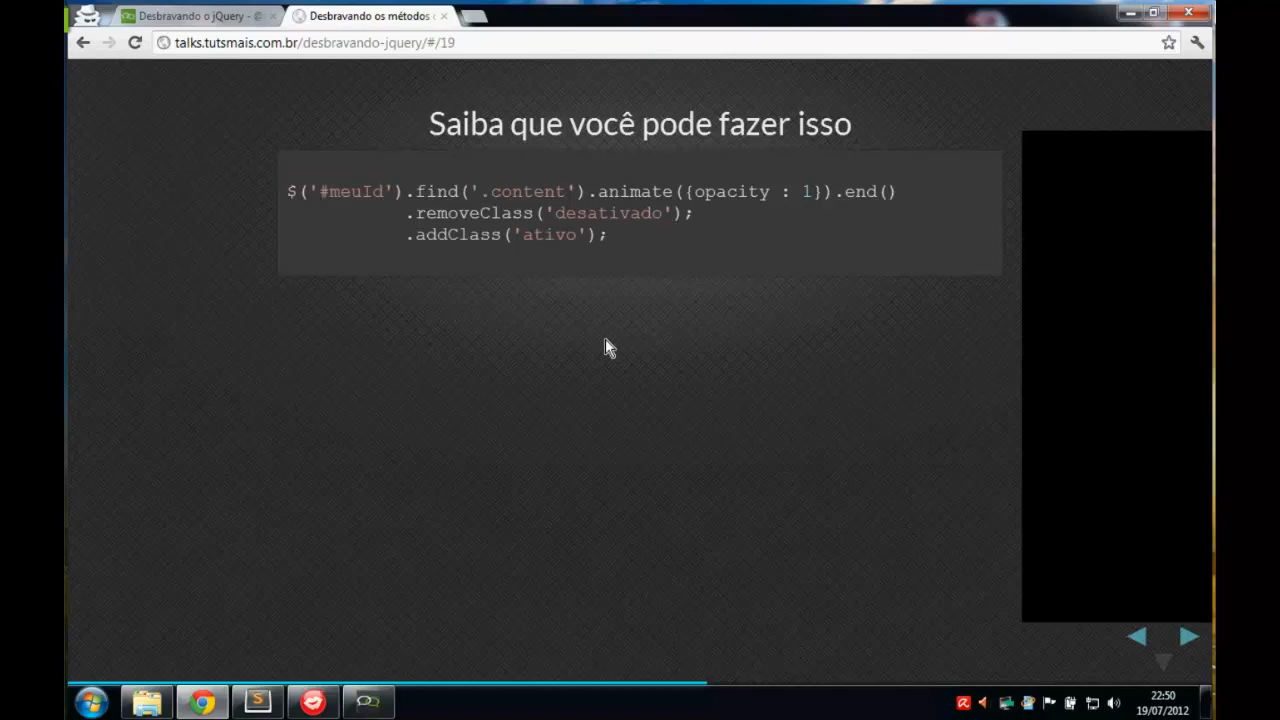 Desbravando o jQuery - @
Desbravando os métodos
talks.tutsmais.com.br/desbravando-jquery/#/19
Saiba que você pode fazer isso
$('#meuId').find('.content').animate({opacity : 1}).end()
.removeClass('desativado');
.addClass('ativo');
22:50
19/07/2012